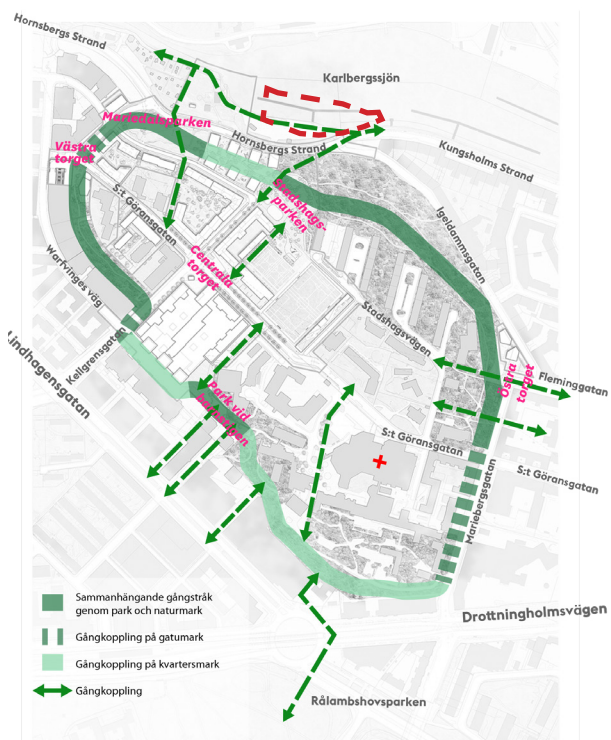 Hornsbergs Strand
Karlbergssjön
Mariedalsparken
Hornsbergs Strand
Kungsholms Strand
Västra
torget
Stadshags-
parken
S:t Göransgatan
Igeldammsgatan
Centrala
torget
Warfvinges väg
Stadshagsvägen
Kellgrensgatan
Lindhagensgatan
Fleminggatan
Östra
torget
Park vid
S:t Göransgatan
S:t Göransgatan
Mariebergsgatan
Sammanhängande gångstråk
genom park och naturmark
Gångkoppling på gatumark
Gångkoppling på kvartersmark
Gångkoppling
Drottningholmsvägen
Rålambshovsparken